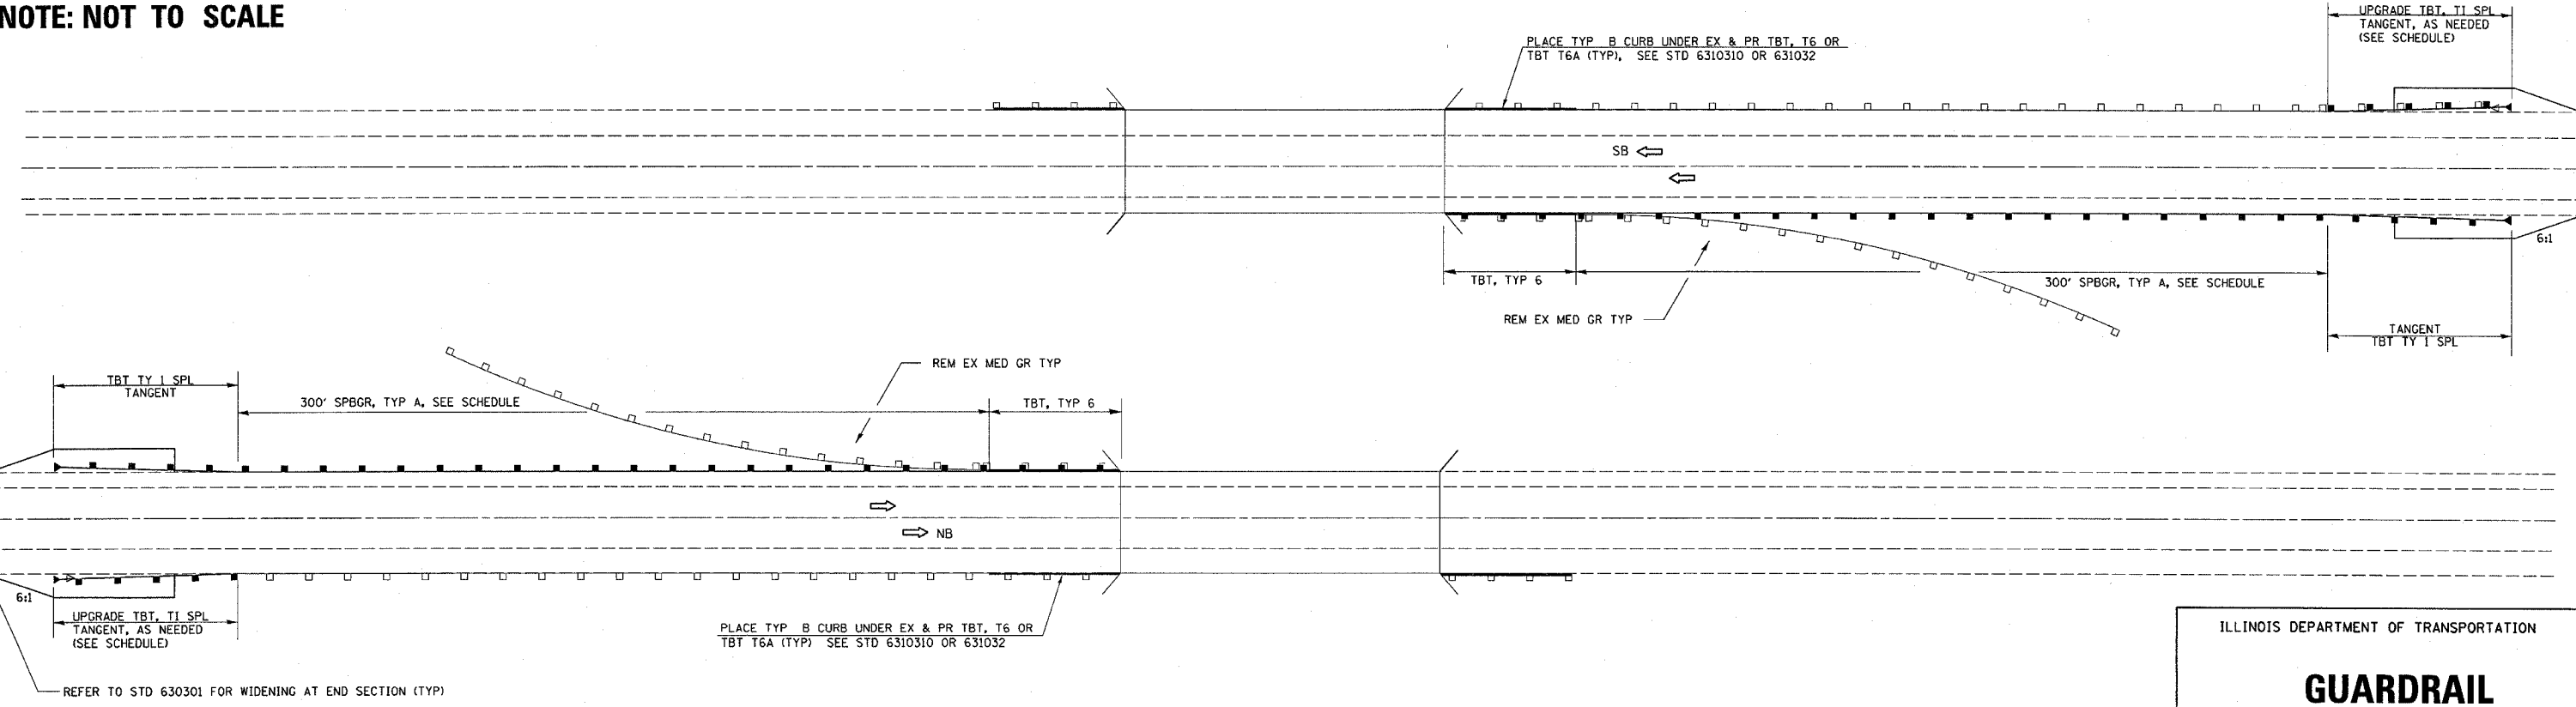 NOTE: NOT TO SCALE
UPGRADE TBT, TI SPL
TANGENT, AS NEEDED
(SEE SCHEDULE)
PLACE TYP B CURB UNDER EX & PR TBT, T6 OR
TBT T6A (TYP), SEE STD 6310310 OR 631032
SB
6:1
TBT, TYP 6
300' SPBGR, TYP A, SEE SCHEDULE
REM EX MED GR TYP
TANGENT
TBT TY 1 SPL
REM EX MED GR TYP
TBT TY 1 SPL
TANGENT
300' SPBGR, TYP A, SEE SCHEDULE
TBT, TYP 6
NB
6:1
UPGRADE TBT, TI SPL
TANGENT, AS NEEDED
(SEE SCHEDULE)
PLACE TYP B CURB UNDER EX & PR TBT, T6 OR
TBT T6A (TYP) SEE STD 6310310 OR 631032
REFER TO STD 630301 FOR WIDENING AT END SECTION (TYP)
ILLINOIS DEPARTMENT OF TRANSPORTATION
GUARDRAIL